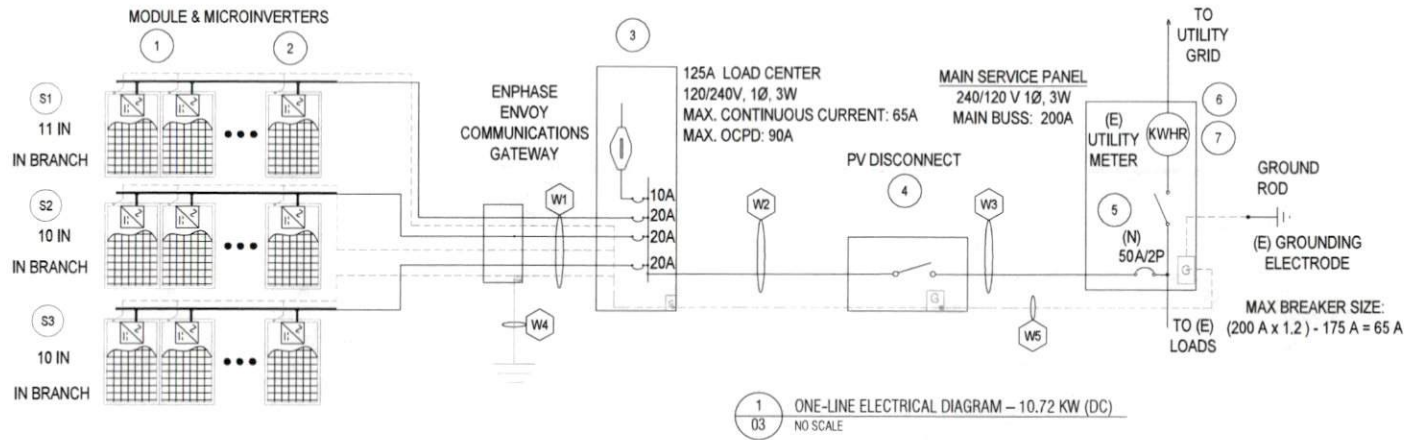 MODULE & MICROINVERTERS
1
2
S1
11 IN
IN BRANCH
S2
10 IN
IN BRANCH
S3
10 IN
IN BRANCH
ENPHASE
ENVOY
COMMUNICATIONS
GATEWAY
W1
W4
3
10A
20A
20A
20A
125A LOAD CENTER
120/240V, 1Ø, 3W
MAX. CONTINUOUS CURRENT: 65A
MAX. OCPD: 90A
W2
PV DISCONNECT
4
G
W3
W5
MAIN SERVICE PANEL
240/120 V 1Ø, 3W
MAIN BUSS: 200A
TO
UTILITY
GRID
(E)
UTILITY
METER
KWHR
6
7
5
(N)
50A/2P
G
TO (E)
LOADS
GROUND
ROD
(E) GROUNDING
ELECTRODE
MAX BREAKER SIZE:
(200 A x 1.2 ) - 175 A = 65 A
1
03
ONE-LINE ELECTRICAL DIAGRAM – 10.72 KW (DC)
NO SCALE